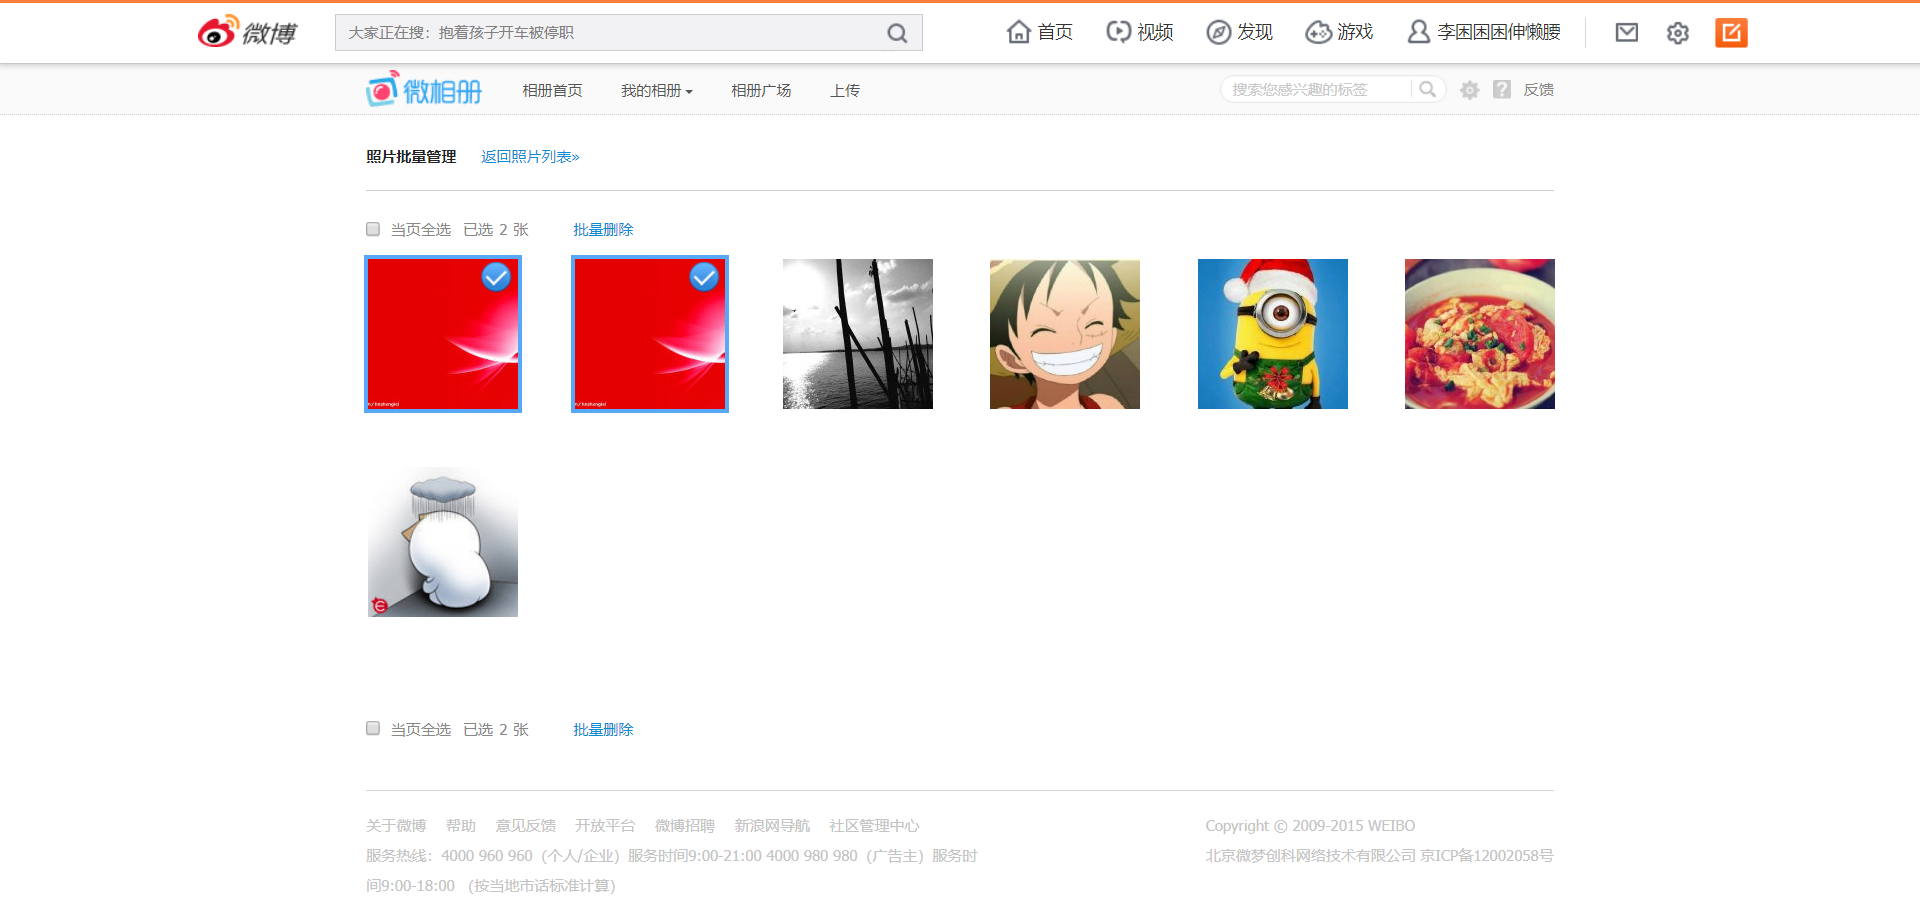 微博
大家正在搜：抱着孩子开车被停职
首页 视频 发现 游戏 李困困困伸懒腰
微相册 相册首页 我的相册 相册广场 上传 搜索您感兴趣的标签 反馈
照片批量管理 返回照片列表»
当页全选 已选 2 张 批量删除
当页全选 已选 2 张 批量删除
关于微博 帮助 意见反馈 开放平台 微博招聘 新浪网导航 社区管理中心
服务热线：4000 960 960（个人/企业）服务时间9:00-21:00 4000 980 980（广告主）服务时
间9:00-18:00 （按当地市话标准计算）
Copyright © 2009-2015 WEIBO
北京微梦创科网络技术有限公司 京ICP备12002058号